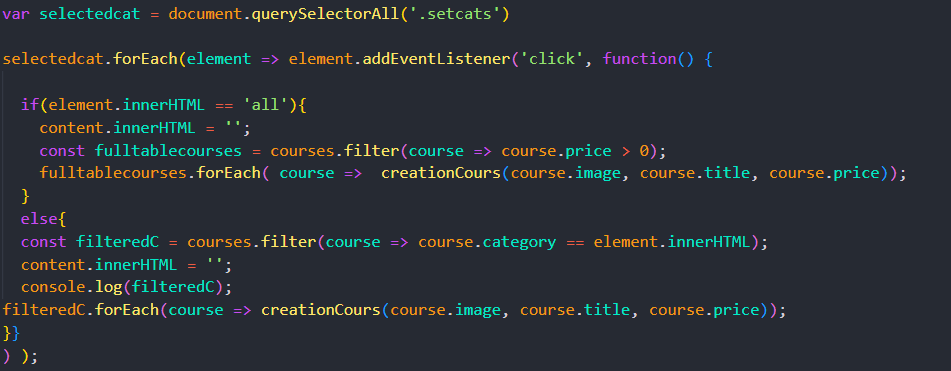 var selectedcat = document.querySelectorAll('.setcats')
selectedcat.forEach(element => element.addEventListener('click', function() {
if(element.innerHTML == 'all'){
content.innerHTML = '';
const fulltablecourses = courses.filter(course => course.price > 0);
fulltablecourses.forEach( course =>  creationCours(course.image, course.title, course.price));
}
else{
const filteredC = courses.filter(course => course.category == element.innerHTML);
content.innerHTML = '';
console.log(filteredC);
filteredC.forEach(course => creationCours(course.image, course.title, course.price));
}}
) );